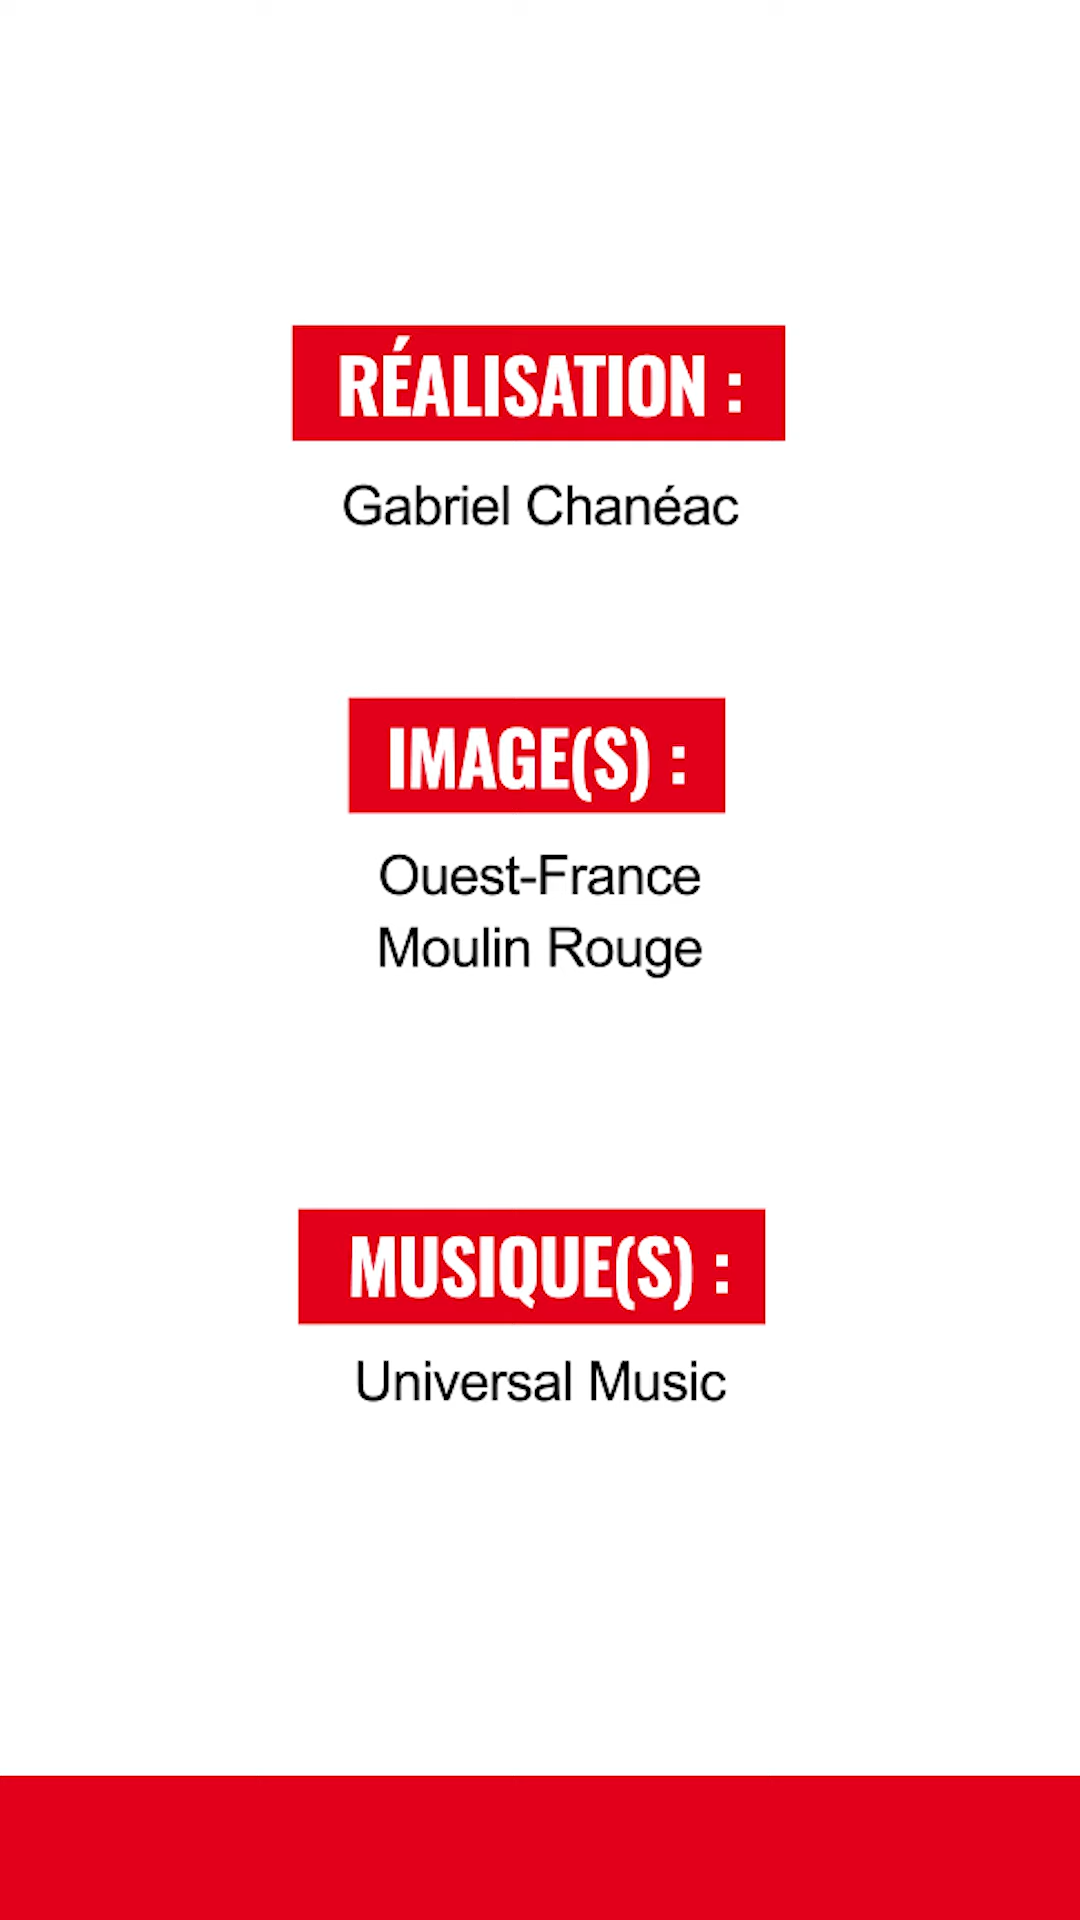 RÉALISATION :
Gabriel Chanéac
IMAGE(S) :
Ouest-France
Moulin Rouge
MUSIQUE(S) :
Universal Music